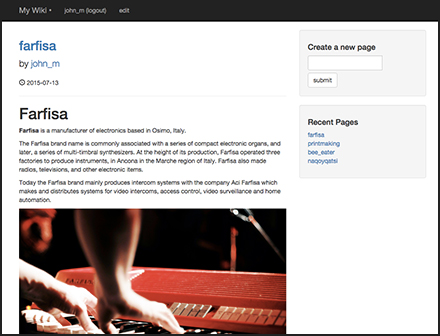 My Wiki
john_m (logout)
edit
farfisa
by john_m
2015-07-13
Farfisa
Farfisa is a manufacturer of electronics based in Osimo, Italy.
The Farfisa brand name is commonly associated with a series of compact electronic organs, and
later, a series of multi-timbral synthesizers. At the height of its production, Farfisa operated three
factories to produce instruments, in Ancona in the Marche region of Italy. Farfisa also made
radios, televisions, and other electronic items.
Today the Farfisa brand mainly produces intercom systems with the company Aci Farfisa which
makes and distributes systems for video intercoms, access control, video surveillance and home
automation.
Create a new page
submit
Recent Pages
farfisa
printmaking
bee_eater
naqoyqatsi